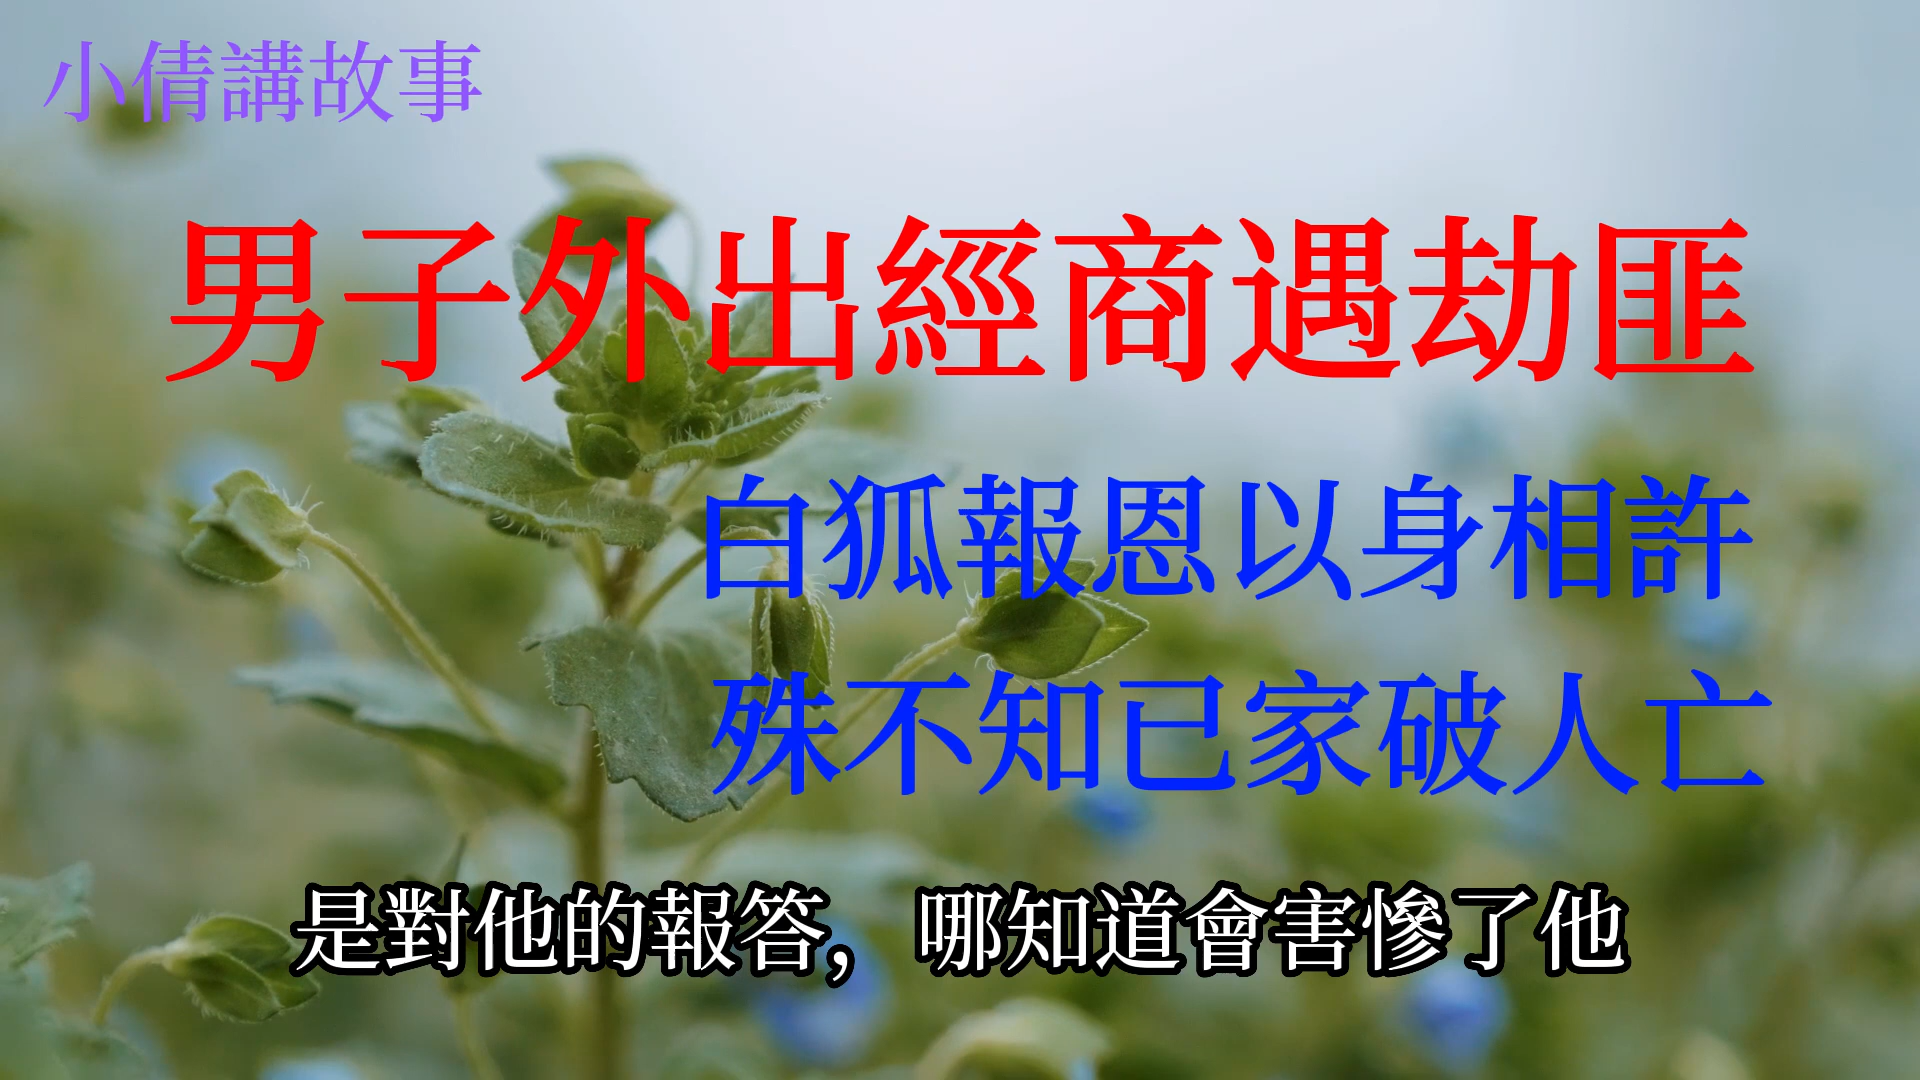 小倩講故事
男子外出經商遇劫匪
白狐報恩以身相許
殊不知已家破人亡
是對他的報答，哪知道會害慘了他